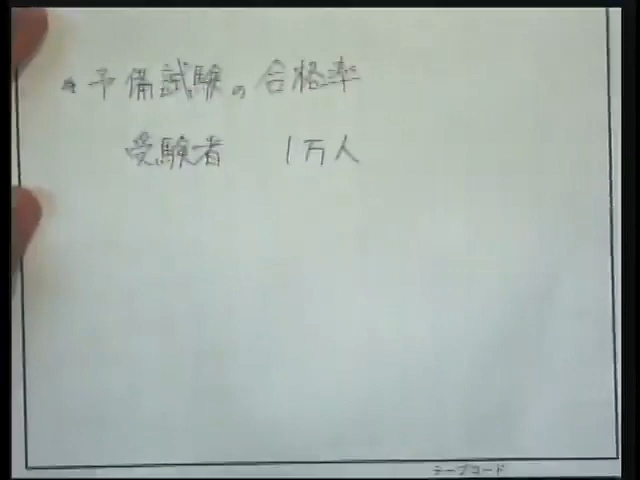 予備試験の合格率
受験者 1万人
テープコード